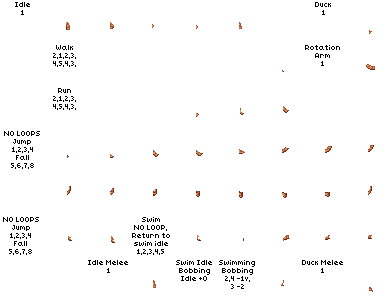 Idle
1
Duck
1
Walk
2,1,2,3,
4,5,4,3,
Rotation
Arm
1
Run
2,1,2,3,
4,5,4,3,
NO LOOPS
Jump
1,2,3,4
Fall
5,6,7,8
NO LOOPS
Jump
1,2,3,4
Fall
5,6,7,8
Swim
NO LOOP,
Return to
swim idle
1,2,3,4,5
Idle Melee
1
Swim Idle
Bobbing
Idle +0
Swimming
Bobbing
2,4 -1v,
3 -2
Duck Melee
1